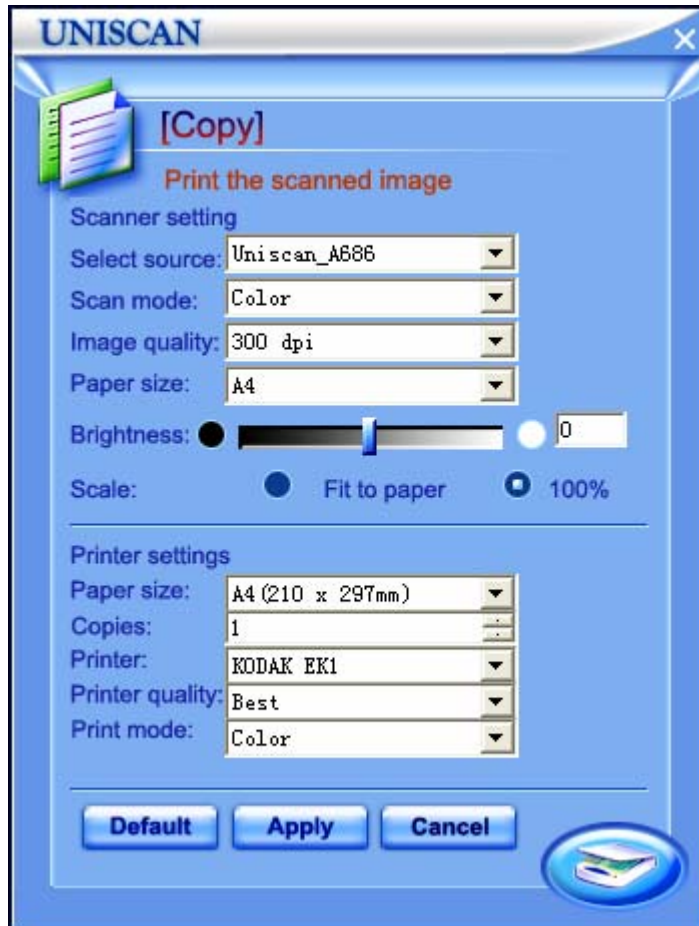 UNISCAN
[Copy]
Print the scanned image
Scanner setting
Select source: Uniscan_A686
Scan mode: Color
Image quality: 300 dpi
Paper size: A4
Brightness: 0
Scale: Fit to paper 100%
Printer settings
Paper size: A4(210 x 297mm)
Copies: 1
Printer: KODAK EK1
Printer quality: Best
Print mode: Color
Default Apply Cancel